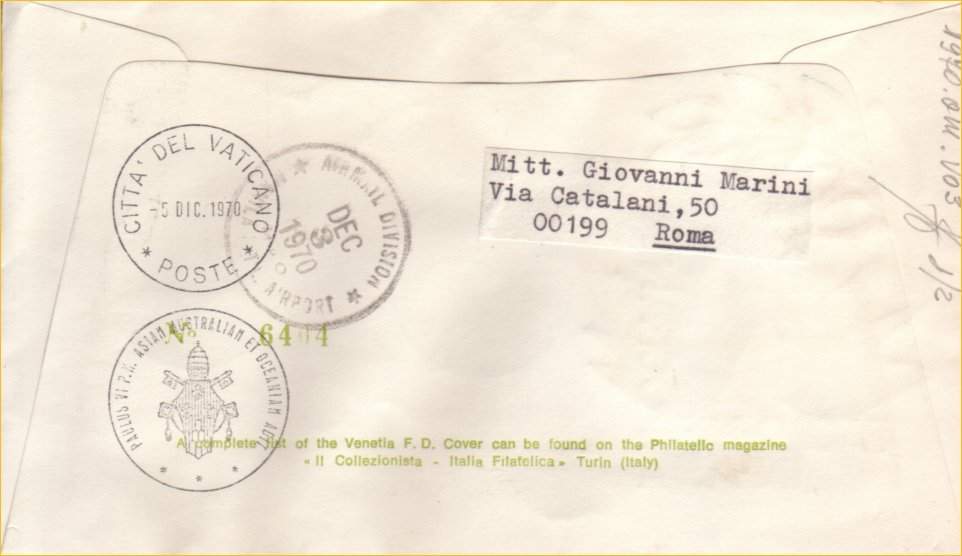 CITTA' DEL VATICANO
-5 DIC.1970
* POSTE *
* AIRMAIL DIVISION *
DEC
3
1970
AIRPORT
Mitt. Giovanni Marini
Via Catalani,50
00199 Roma
No 6404
PAULUS VI P.M. ASIAM AUSTRALIAM ET OCEANIAM ADIT
* * *
A complete list of the Venetia F. D. Cover can be found on the Philatelic magazine
« Il Collezionista - Italia Filatelica » Turin (Italy)